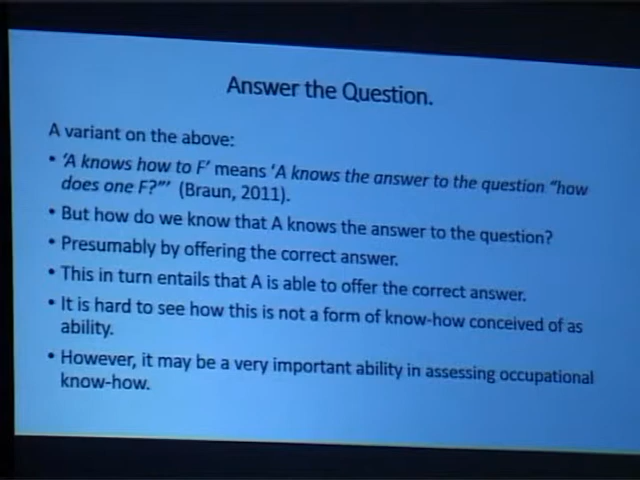 Answer the Question.
A variant on the above:
• 'A knows how to F' means 'A knows the answer to the question "how
does one F?"' (Braun, 2011).
• But how do we know that A knows the answer to the question?
• Presumably by offering the correct answer.
• This in turn entails that A is able to offer the correct answer.
• It is hard to see how this is not a form of know-how conceived of as
ability.
• However, it may be a very important ability in assessing occupational
know-how.